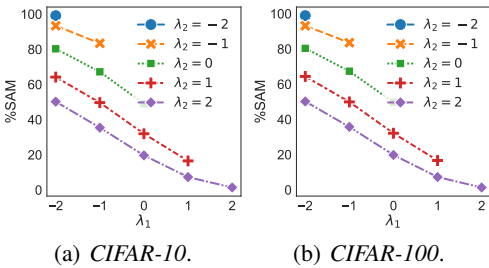 100
80
60
40
20
0
%SAM
−2
−1
0
1
2
λ₁
λ₂ = −2
λ₂ = −1
λ₂ = 0
λ₂ = 1
λ₂ = 2
(a) CIFAR-10.
100
80
60
40
20
0
%SAM
−2
−1
0
1
2
λ₁
λ₂ = −2
λ₂ = −1
λ₂ = 0
λ₂ = 1
λ₂ = 2
(b) CIFAR-100.